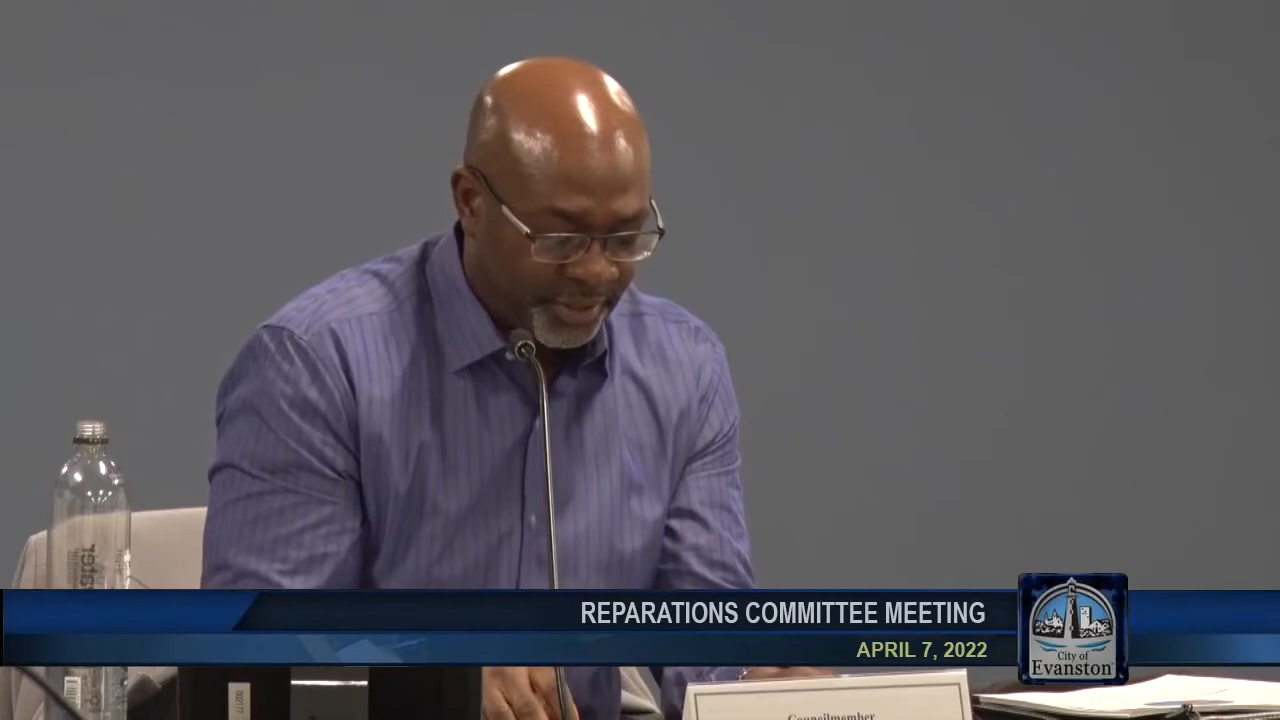 REPARATIONS COMMITTEE MEETING
APRIL 7, 2022
City of
Evanston
Councilmember